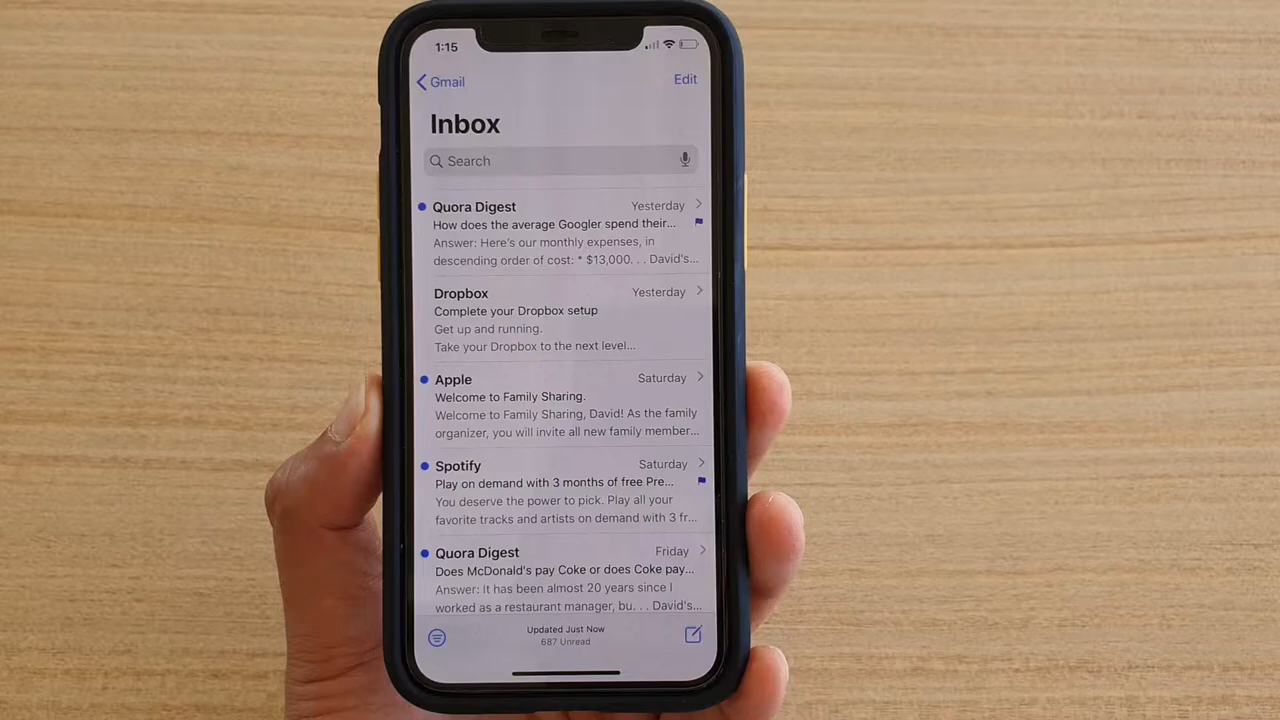 1:15
Gmail
Edit
Inbox
Search
Quora Digest Yesterday
How does the average Googler spend their...
Answer: Here's our monthly expenses, in
descending order of cost: * $13,000. . . David's...
Dropbox Yesterday
Complete your Dropbox setup
Get up and running.
Take your Dropbox to the next level...
Apple Saturday
Welcome to Family Sharing.
Welcome to Family Sharing, David! As the family
organizer, you will invite all new family member...
Spotify Saturday
Play on demand with 3 months of free Pre...
You deserve the power to pick. Play all your
favorite tracks and artists on demand with 3 fr...
Quora Digest Friday
Does McDonald's pay Coke or does Coke pay...
Answer: It has been almost 20 years since I
worked as a restaurant manager, bu. . . David's...
Updated Just Now
687 Unread